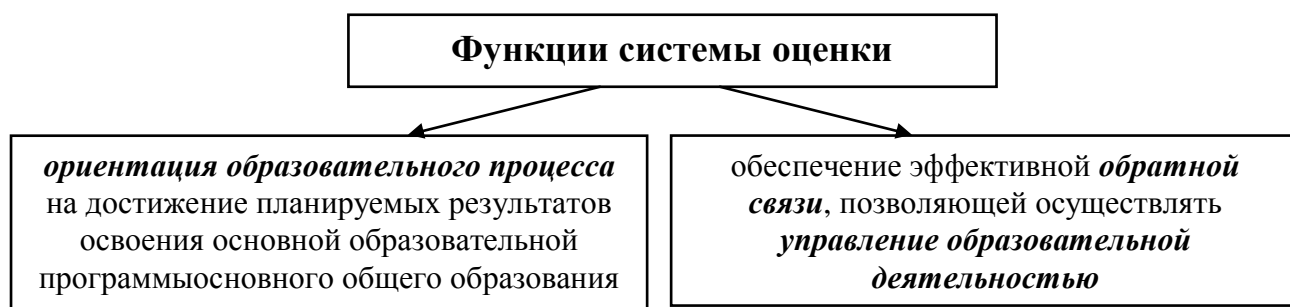 Функции системы оценки
ориентация образовательного процесса
на достижение планируемых результатов
освоения основной образовательной
программыосновного общего образования
обеспечение эффективной обратной
связи, позволяющей осуществлять
управление образовательной
деятельностью